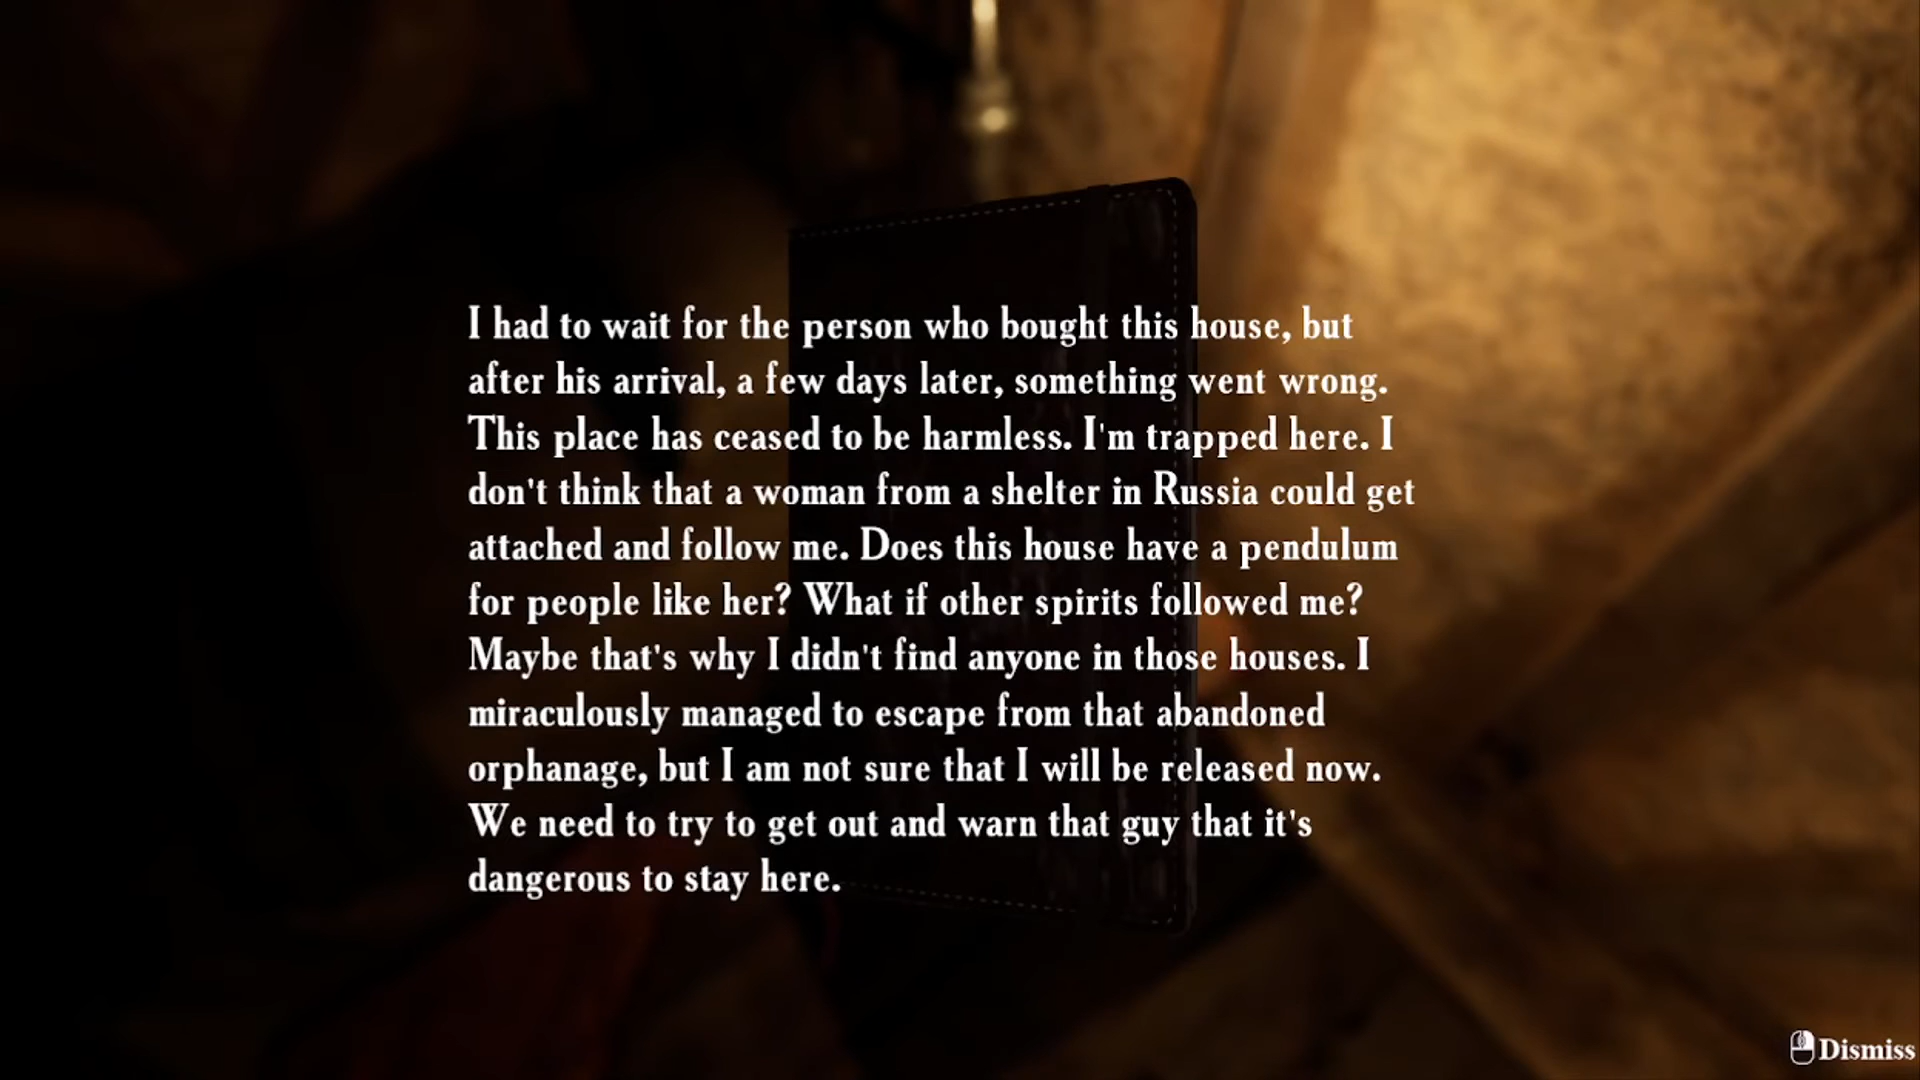 I had to wait for the person who bought this house, but
after his arrival, a few days later, something went wrong.
This place has ceased to be harmless. I'm trapped here. I
don't think that a woman from a shelter in Russia could get
attached and follow me. Does this house have a pendulum
for people like her? What if other spirits followed me?
Maybe that's why I didn't find anyone in those houses. I
miraculously managed to escape from that abandoned
orphanage, but I am not sure that I will be released now.
We need to try to get out and warn that guy that it's
dangerous to stay here.
Dismiss